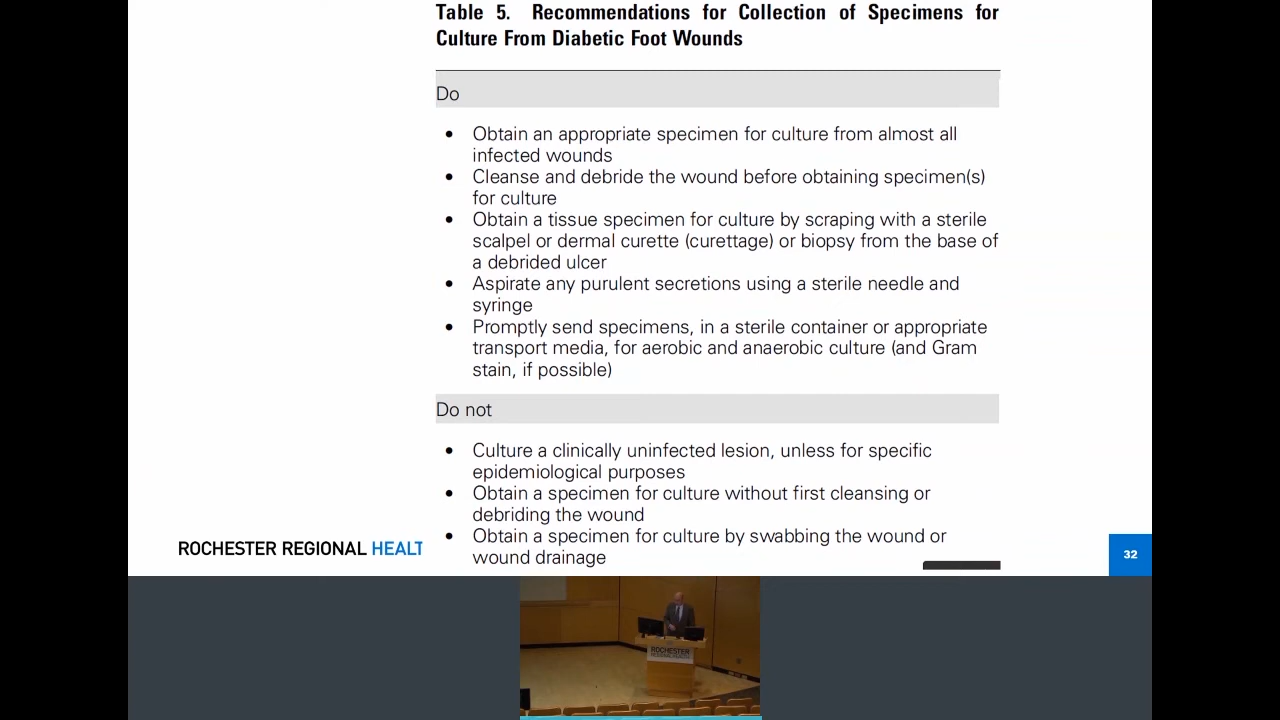 Table 5. Recommendations for Collection of Specimens for
Culture From Diabetic Foot Wounds
Do
• Obtain an appropriate specimen for culture from almost all
infected wounds
• Cleanse and debride the wound before obtaining specimen(s)
for culture
• Obtain a tissue specimen for culture by scraping with a sterile
scalpel or dermal curette (curettage) or biopsy from the base of
a debrided ulcer
• Aspirate any purulent secretions using a sterile needle and
syringe
• Promptly send specimens, in a sterile container or appropriate
transport media, for aerobic and anaerobic culture (and Gram
stain, if possible)
Do not
• Culture a clinically uninfected lesion, unless for specific
epidemiological purposes
• Obtain a specimen for culture without first cleansing or
debriding the wound
• Obtain a specimen for culture by swabbing the wound or
wound drainage
ROCHESTER REGIONAL HEALT
32
ROCHESTER
REGIONAL HEALTH